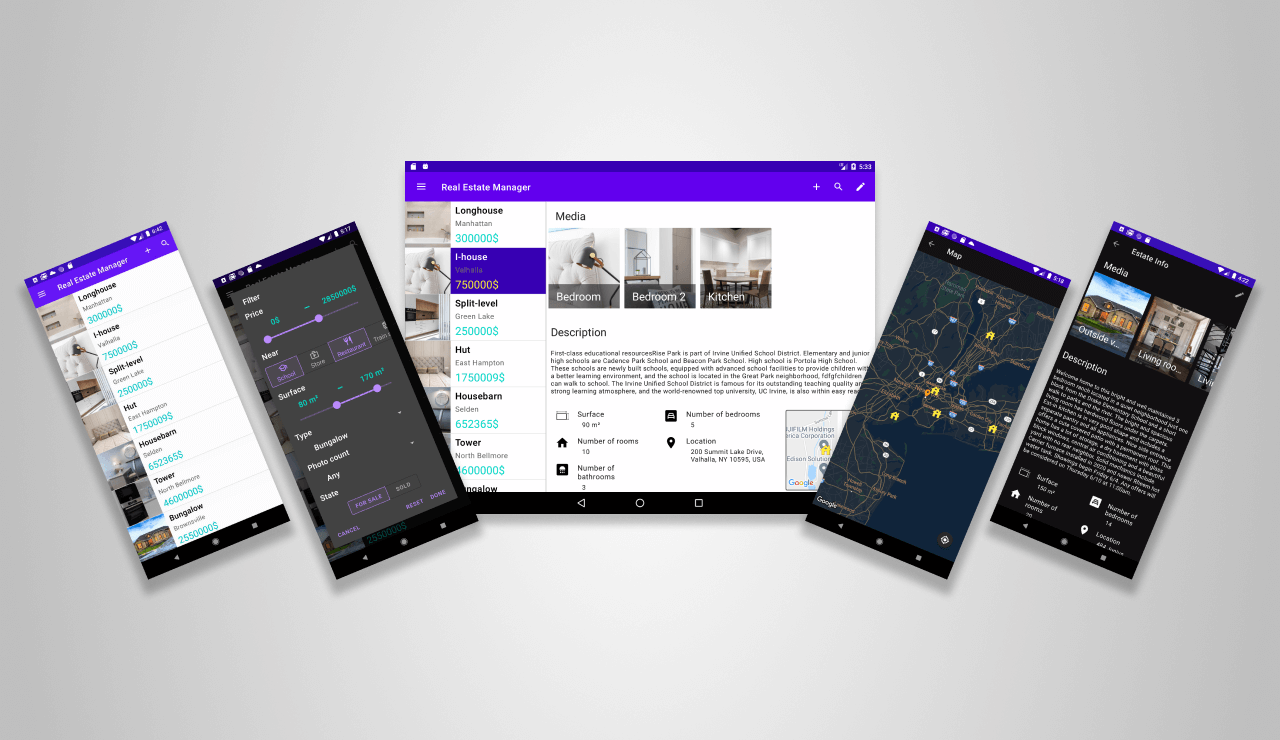 6:42
Real Estate Manager
Longhouse
Manhattan
300000$
I-house
Valhalla
750000$
Split-level
Green Lake
250000$
Hut
East Hampton
1750009$
Housebarn
Selden
652365$
Tower
North Bellmore
4600000$
Bungalow
Brownsville
2550000$
5:17
Filter
Price
0$ – 2850000$
Near
School
Store
Restaurant
Surface
80 m² – 170 m²
Type
Bungalow
Photo count
Any
State
FOR SALE
SOLD
CANCEL
RESET
DONE
2550000$
5:33
Real Estate Manager
Longhouse
Manhattan
300000$
I-house
Valhalla
750000$
Split-level
Green Lake
250000$
Hut
East Hampton
1750009$
Housebarn
Selden
652365$
Tower
North Bellmore
4600000$
Bungalow
Media
Bedroom
Bedroom 2
Kitchen
Description
First-class educational resourcesRise Park is part of Irvine Unified School District. Elementary and junior
high schools are Cadence Park School and Beacon Park School. High school is Portola High School.
These schools are newly built schools, equipped with advanced school facilities to provide children with
a better learning environment, and the school is located in the Great Park neighborhood, fdfgfchildren
can walk to school. The Irvine Unified School District is famous for its outstanding teaching quality and
strong learning atmosphere, and the world-renowned top university, UC Irvine, is also within easy
Surface
90 m²
Number of rooms
10
Number of
bathrooms
3
Number of bedrooms
5
Location
200 Summit Lake Drive,
Valhalla, NY 10595, USA
UIFILM Holdings
rica Corporation
Edison Solution
Google
5:18
Map
Google
4:22
Estate Info
Media
Outside v...
Living roo...
Description
Surface
150 m²
Number of
rooms
Number of
bedrooms
14
Location